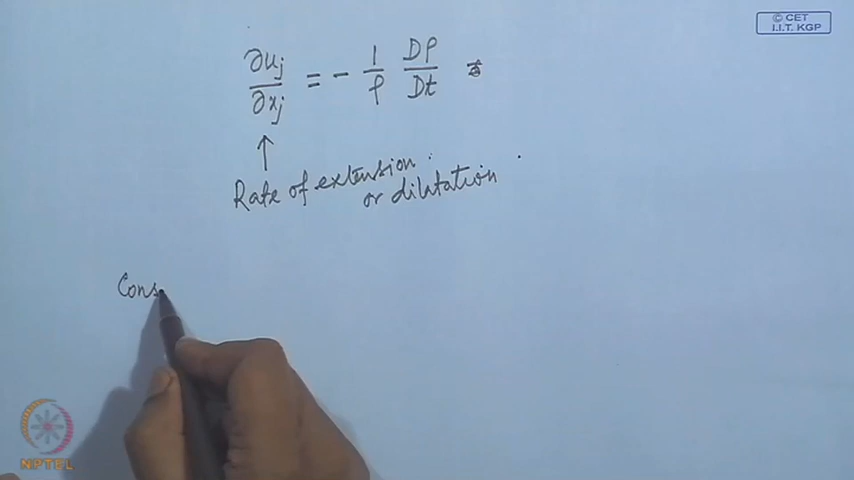 © CET
I.I.T. KGP
∂uj/∂xj = - 1/ρ Dρ/Dt
↑
Rate of extension.
or dilatation.
Cons
NPTEL